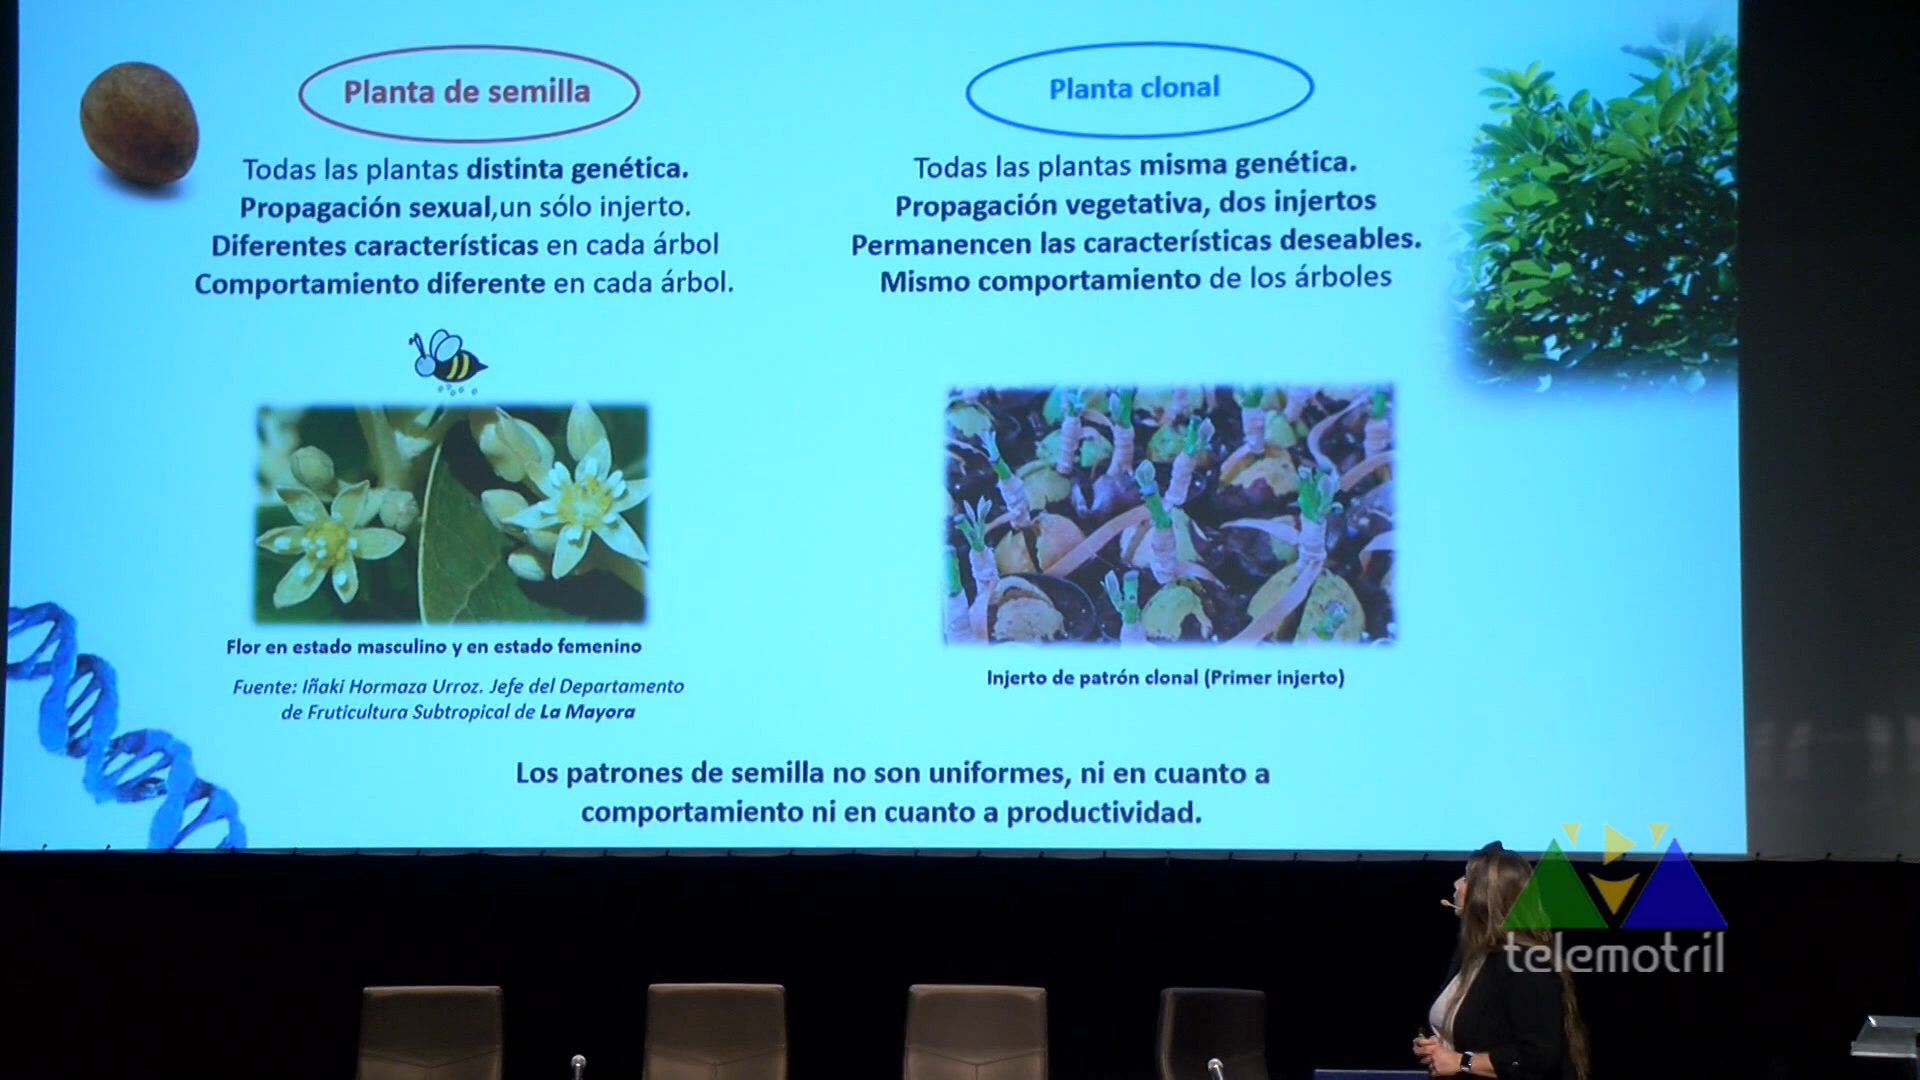 Planta de semilla
Todas las plantas distinta genética.
Propagación sexual,un sólo injerto.
Diferentes características en cada árbol
Comportamiento diferente en cada árbol.
Flor en estado masculino y en estado femenino
Fuente: Iñaki Hormaza Urroz. Jefe del Departamento
de Fruticultura Subtropical de La Mayora
Planta clonal
Todas las plantas misma genética.
Propagación vegetativa, dos injertos
Permanencen las características deseables.
Mismo comportamiento de los árboles
Injerto de patrón clonal (Primer injerto)
Los patrones de semilla no son uniformes, ni en cuanto a
comportamiento ni en cuanto a productividad.
telemotril